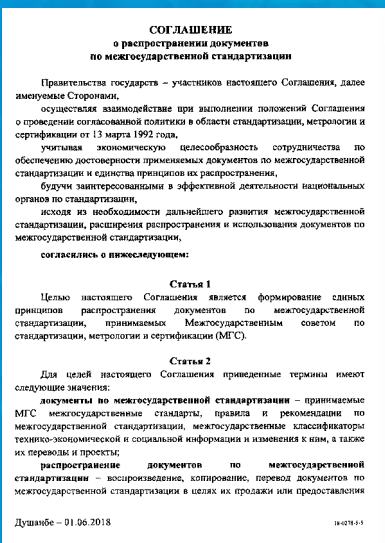 СОГЛАШЕНИЕ
о распространении документов
по межгосударственной стандартизации
Правительства государств – участников настоящего Соглашения, далее
именуемые Сторонами,
осуществляя взаимодействие при выполнении положений Соглашения
о проведении согласованной политики в области стандартизации, метрологии и
сертификации от 13 марта 1992 года,
учитывая экономическую целесообразность сотрудничества по
обеспечению достоверности применяемых документов по межгосударственной
стандартизации и единства принципов их распространения,
будучи заинтересованными в эффективной деятельности национальных
органов по стандартизации,
исходя из необходимости дальнейшего развития межгосударственной
стандартизации, расширения распространения и использования документов по
межгосударственной стандартизации,
согласились о нижеследующем:
Статья 1
Целью настоящего Соглашения является формирование единых
принципов распространения документов по межгосударственной
стандартизации, принимаемых Межгосударственным советом по
стандартизации, метрологии и сертификации (МГС).
Статья 2
Для целей настоящего Соглашения приведенные термины имеют
следующие значения:
документы по межгосударственной стандартизации – принимаемые
МГС межгосударственные стандарты, правила и рекомендации по
межгосударственной стандартизации, межгосударственные классификаторы
технико-экономической и социальной информации и изменения к ним, а также
их переводы и проекты;
распространение документов по межгосударственной
стандартизации – воспроизведение, копирование, перевод документов по
межгосударственной стандартизации в целях их продажи или предоставления
Душанбе – 01.06.2018
18-0278-5-5